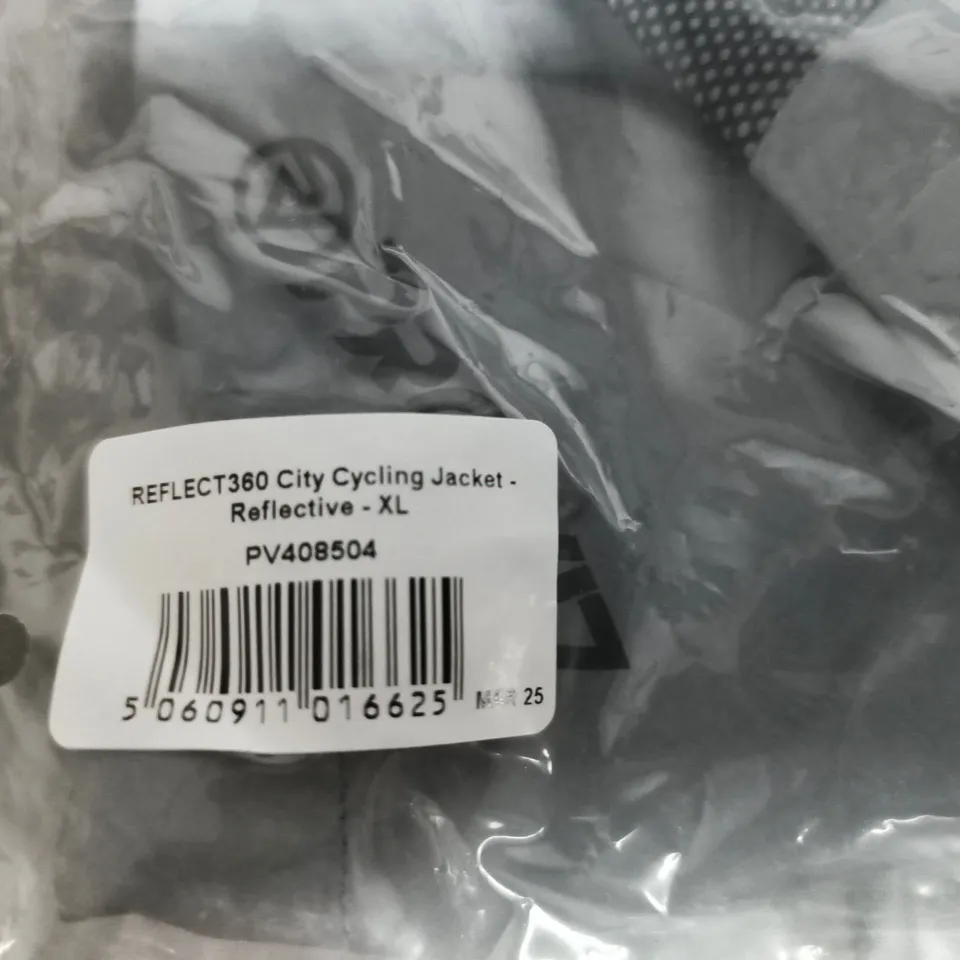 REFLECT360 City Cycling Jacket -
Reflective - XL
PV408504
5 060911 016625 MAR 25